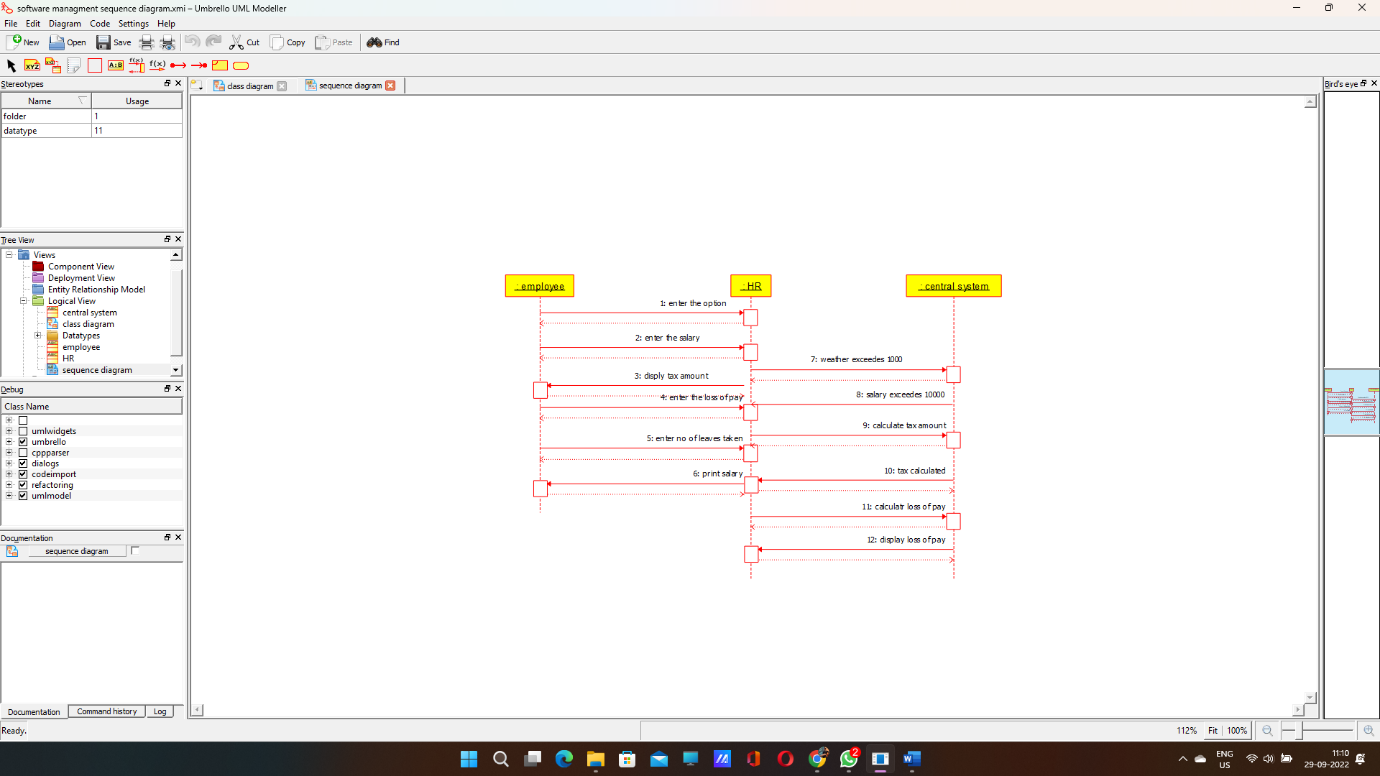 software managment sequence diagram.xmi – Umbrello UML Modeller
File Edit Diagram Code Settings Help
New Open Save Cut Copy Paste Find
XYZ A:B f(x) f(x)
Stereotypes
class diagram sequence diagram
Bird's eye
Name Usage
folder 1
datatype 11
Tree View
Views
Component View
Deployment View
Entity Relationship Model
Logical View
central system
class diagram
Datatypes
employee
HR
sequence diagram
Debug
Class Name
umlwidgets
umbrello
cppparser
dialogs
codeimport
refactoring
umlmodel
Documentation
sequence diagram
Documentation Command history Log
: employee : HR : central system
1: enter the option
2: enter the salary
7: weather exceedes 1000
3: disply tax amount
8: salary exceedes 10000
4: enter the loss of pay
9: calculate tax amount
5: enter no of leaves taken
10: tax calculated
6: print salary
11: calculatr loss of pay
12: display loss of pay
Ready.
112% Fit 100%
2
ENG
US
11:10
29-09-2022